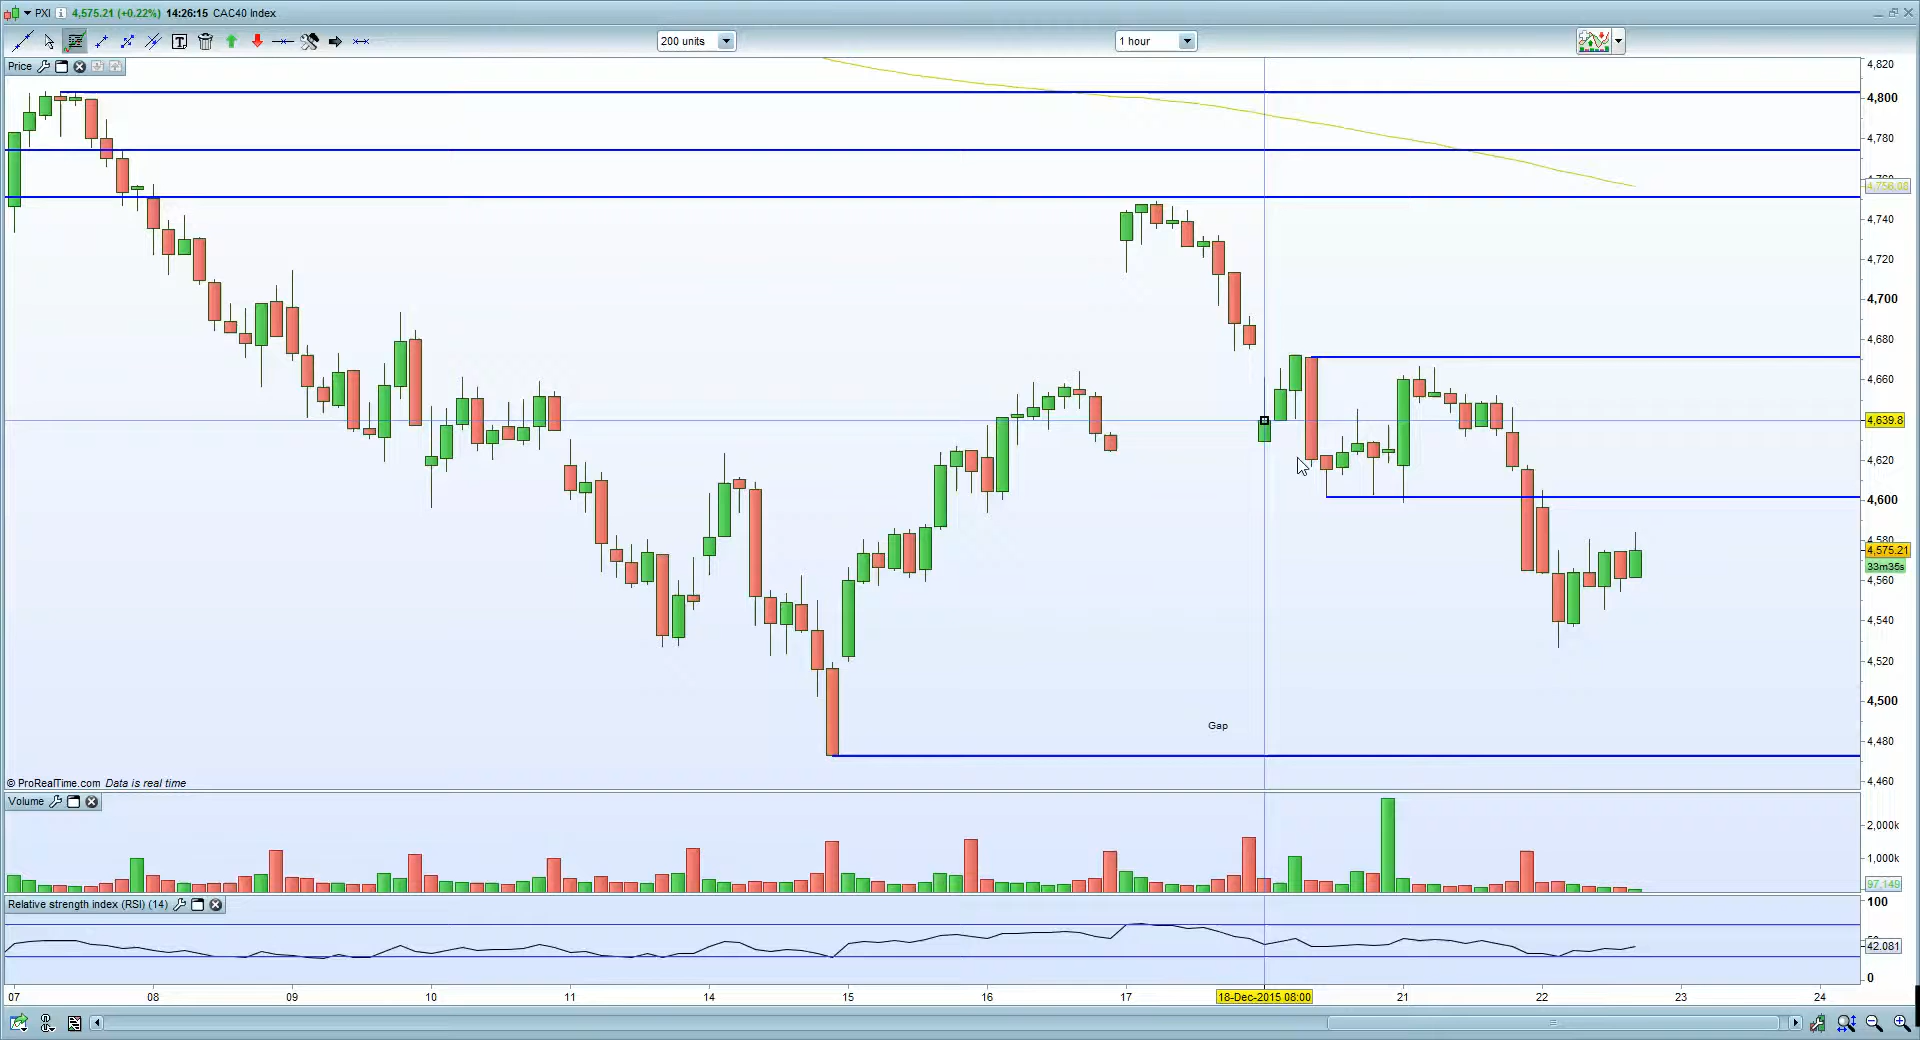 PXI 4,575.21 (+0.22%) 14:26:15 CAC40 Index
200 units
1 hour
Price
4,820
4,800
4,780
4,756.08
4,740
4,720
4,700
4,680
4,660
4,639.8
4,620
4,600
4,580
4,575.21
33m35s
4,560
4,540
4,520
4,500
Gap
4,480
4,460
© ProRealTime.com Data is real time
Volume
2,000k
1,000k
97,149
Relative strength index (RSI) (14)
100
42.081
0
07 08 09 10 11 14 15 16 17 18-Dec-2015 08:00 21 22 23 24